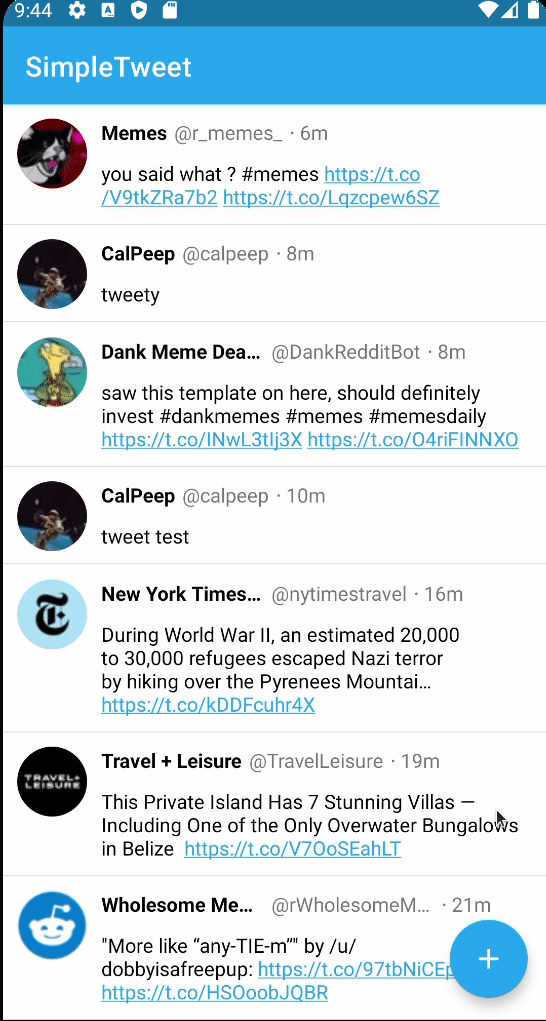 9:44
SimpleTweet
Memes @r_memes_ · 6m
you said what ? #memes https://t.co
/V9tkZRa7b2 https://t.co/Lqzcpew6SZ
CalPeep @calpeep · 8m
tweety
Dank Meme Dea... @DankRedditBot · 8m
saw this template on here, should definitely
invest #dankmemes #memes #memesdaily
https://t.co/INwL3tIj3X https://t.co/O4riFINNXO
CalPeep @calpeep · 10m
tweet test
New York Times... @nytimestravel · 16m
During World War II, an estimated 20,000
to 30,000 refugees escaped Nazi terror
by hiking over the Pyrenees Mountai...
https://t.co/kDDFcuhr4X
Travel + Leisure @TravelLeisure · 19m
TRAVEL+
LEISURE
This Private Island Has 7 Stunning Villas —
Including One of the Only Overwater Bungalows
in Belize https://t.co/V7OoSEahLT
Wholesome Me... @rWholesomeM... · 21m
"More like “any-TIE-m”" by /u/
dobbyisafreepup: https://t.co/97tbNiCEp
https://t.co/HSOoobJQBR
+